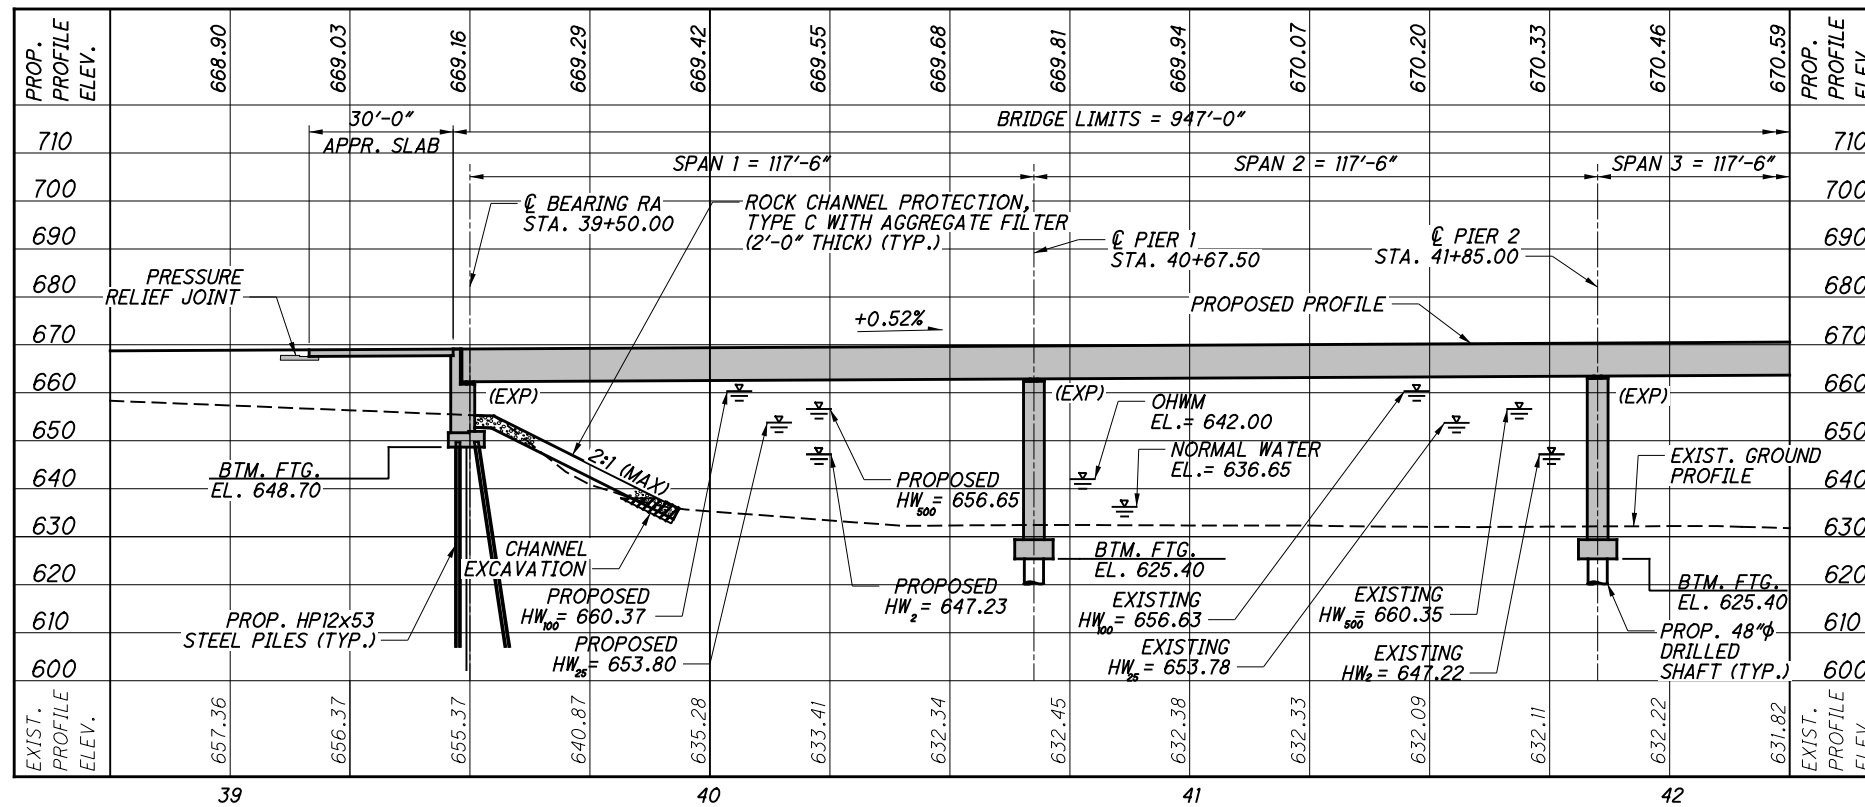 PROP.
PROFILE
ELEV.
668.90
669.03
669.16
669.29
669.42
669.55
669.68
669.81
669.94
670.07
670.20
670.33
670.46
670.59
PROP.
PROFILE
ELEV.
30'-0"
APPR. SLAB
BRIDGE LIMITS = 947'-0"
710
710
SPAN 1 = 117'-6"
SPAN 2 = 117'-6"
SPAN 3 = 117'-6"
700
700
℄ BEARING RA
STA. 39+50.00
ROCK CHANNEL PROTECTION,
TYPE C WITH AGGREGATE FILTER
(2'-0" THICK) (TYP.)
℄ PIER 1
STA. 40+67.50
℄ PIER 2
STA. 41+85.00
690
690
PRESSURE
RELIEF JOINT
680
680
PROPOSED PROFILE
+0.52%
670
670
660
660
(EXP)
(EXP)
(EXP)
OHWM
EL.= 642.00
650
650
NORMAL WATER
EL.= 636.65
EXIST. GROUND
PROFILE
2:1 (MAX)
BTM. FTG.
EL. 648.70
PROPOSED
HW500= 656.65
640
640
630
630
CHANNEL
EXCAVATION
BTM. FTG.
EL. 625.40
620
620
PROPOSED
HW100= 660.37
PROPOSED
HW2= 647.23
EXISTING
HW100= 656.63
EXISTING
HW500= 660.35
BTM. FTG.
EL. 625.40
PROP. HP12x53
STEEL PILES (TYP.)
610
610
PROPOSED
HW25= 653.80
EXISTING
HW25= 653.78
EXISTING
HW2= 647.22
PROP. 48"ϕ
DRILLED
SHAFT (TYP.)
600
600
EXIST.
PROFILE
ELEV.
657.36
656.37
655.37
640.87
635.28
633.41
632.34
632.45
632.38
632.33
632.09
632.11
632.22
631.82
EXIST.
PROFILE
ELEV
39
40
41
42